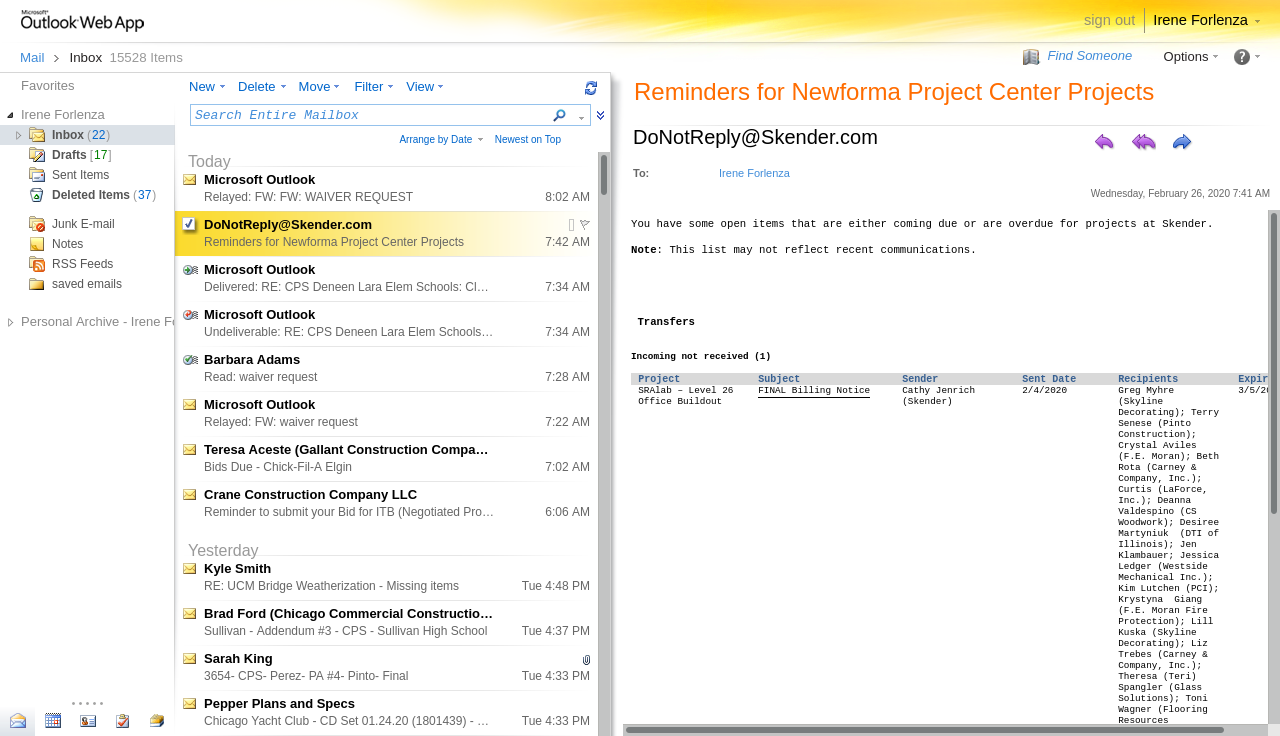 Microsoft®
Outlook Web App
sign out Irene Forlenza
Mail Inbox 15528 Items
Find Someone Options ?
Favorites
Irene Forlenza
Inbox (22)
Drafts [17]
Sent Items
Deleted Items (37)
Junk E-mail
Notes
RSS Feeds
saved emails
Personal Archive - Irene Fo
New Delete Move Filter View
Search Entire Mailbox
Arrange by Date Newest on Top
Today
Microsoft Outlook
Relayed: FW: FW: WAIVER REQUEST 8:02 AM
DoNotReply@Skender.com
Reminders for Newforma Project Center Projects 7:42 AM
Microsoft Outlook
Delivered: RE: CPS Deneen Lara Elem Schools: Cl… 7:34 AM
Microsoft Outlook
Undeliverable: RE: CPS Deneen Lara Elem Schools… 7:34 AM
Barbara Adams
Read: waiver request 7:28 AM
Microsoft Outlook
Relayed: FW: waiver request 7:22 AM
Teresa Aceste (Gallant Construction Compa…
Bids Due - Chick-Fil-A Elgin 7:02 AM
Crane Construction Company LLC
Reminder to submit your Bid for ITB (Negotiated Pro… 6:06 AM
Yesterday
Kyle Smith
RE: UCM Bridge Weatherization - Missing items Tue 4:48 PM
Brad Ford (Chicago Commercial Constructio…
Sullivan - Addendum #3 - CPS - Sullivan High School Tue 4:37 PM
Sarah King
3654- CPS- Perez- PA #4- Pinto- Final Tue 4:33 PM
Pepper Plans and Specs
Chicago Yacht Club - CD Set 01.24.20 (1801439) - … Tue 4:33 PM
Reminders for Newforma Project Center Projects
DoNotReply@Skender.com
To: Irene Forlenza
Wednesday, February 26, 2020 7:41 AM
You have some open items that are either coming due or are overdue for projects at Skender.
Note: This list may not reflect recent communications.
Transfers
Incoming not received (1)
Project Subject Sender Sent Date Recipients Expir
SRAlab – Level 26 FINAL Billing Notice Cathy Jenrich 2/4/2020 Greg Myhre 3/5/20
Office Buildout (Skender) (Skyline
Decorating); Terry
Senese (Pinto
Construction);
Crystal Aviles
(F.E. Moran); Beth
Rota (Carney &
Company, Inc.);
Curtis (LaForce,
Inc.); Deanna
Valdespino (CS
Woodwork); Desiree
Martyniuk (DTI of
Illinois); Jen
Klambauer; Jessica
Ledger (Westside
Mechanical Inc.);
Kim Lutchen (PCI);
Krystyna Giang
(F.E. Moran Fire
Protection); Lill
Kuska (Skyline
Decorating); Liz
Trebes (Carney &
Company, Inc.);
Theresa (Teri)
Spangler (Glass
Solutions); Toni
Wagner (Flooring
Resources